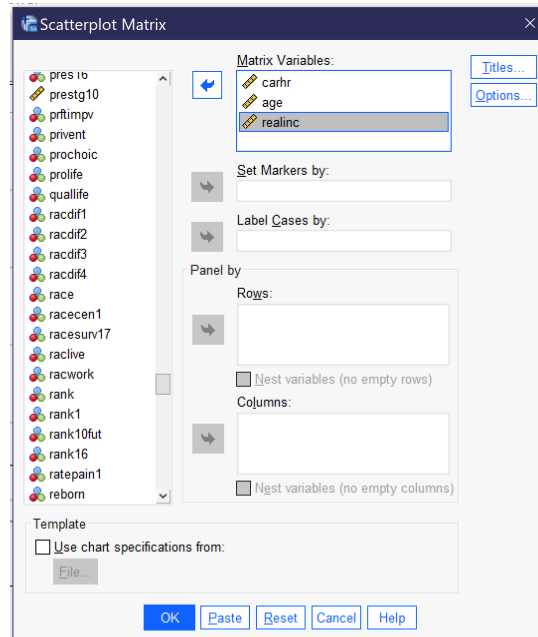 Scatterplot Matrix
pres16
prestg10
prftimpv
privent
prochoic
prolife
quallife
racdif1
racdif2
racdif3
racdif4
race
racecen1
racesurv17
raclive
racwork
rank
rank1
rank10fut
rank16
ratepain1
reborn
Matrix Variables:
carhr
age
realinc
Titles...
Options...
Set Markers by:
Label Cases by:
Panel by
Rows:
Nest variables (no empty rows)
Columns:
Nest variables (no empty columns)
Template
Use chart specifications from:
File...
OK Paste Reset Cancel Help